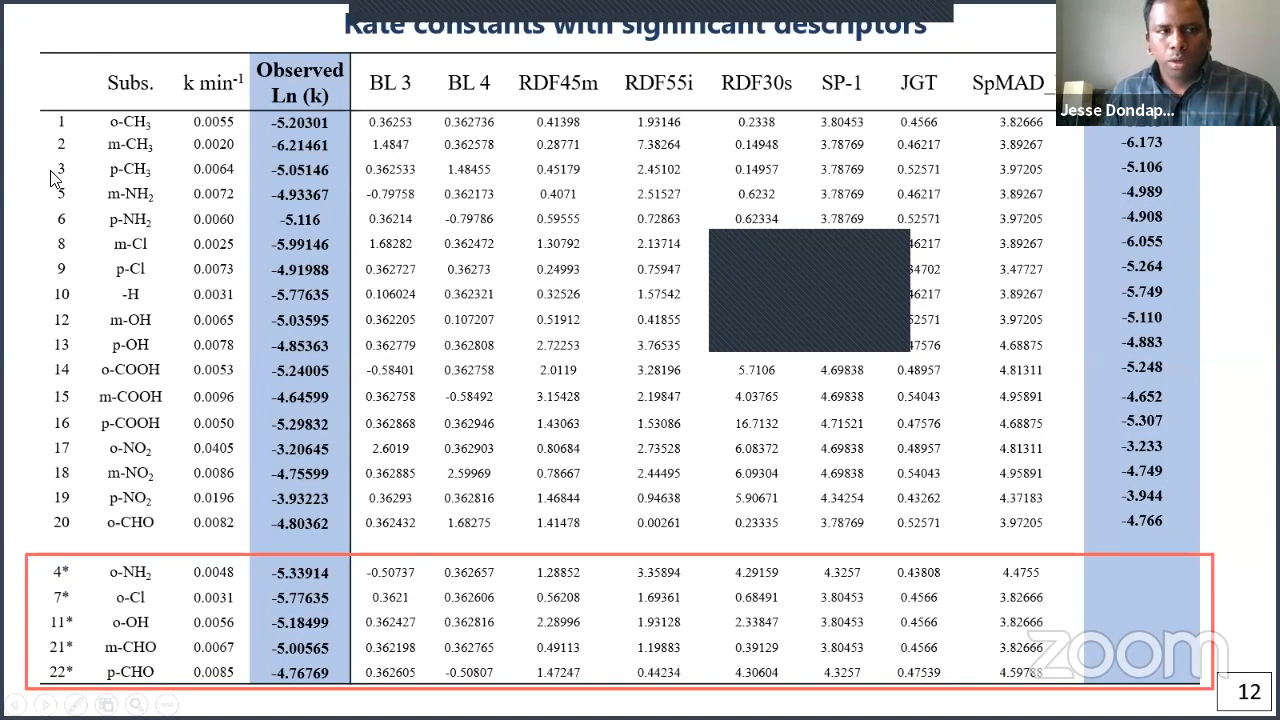 Rate constants with significant descriptors
Subs. k min-1 Observed Ln (k) BL 3 BL 4 RDF45m RDF55i RDF30s SP-1 JGT SpMAD_
Jesse Dondap...
1 o-CH3 0.0055 -5.20301 0.36253 0.362736 0.41398 1.93146 0.2338 3.80453 0.4566 3.82666
2 m-CH3 0.0020 -6.21461 1.4847 0.362578 0.28771 7.38264 0.14948 3.78769 0.46217 3.89267 -6.173
3 p-CH3 0.0064 -5.05146 0.362533 1.48455 0.45179 2.45102 0.14957 3.78769 0.52571 3.97205 -5.106
5 m-NH2 0.0072 -4.93367 -0.79758 0.362173 0.4071 2.51527 0.6232 3.78769 0.46217 3.89267 -4.989
6 p-NH2 0.0060 -5.116 0.36214 -0.79786 0.59555 0.72863 0.62334 3.78769 0.52571 3.97205 -4.908
8 m-Cl 0.0025 -5.99146 1.68282 0.362472 1.30792 2.13714 46217 3.89267 -6.055
9 p-Cl 0.0073 -4.91988 0.362727 0.36273 0.24993 0.75947 34702 3.47727 -5.264
10 -H 0.0031 -5.77635 0.106024 0.362321 0.32526 1.57542 46217 3.89267 -5.749
12 m-OH 0.0065 -5.03595 0.362205 0.107207 0.51912 0.41855 52571 3.97205 -5.110
13 p-OH 0.0078 -4.85363 0.362779 0.362808 2.72253 3.76535 47576 4.68875 -4.883
14 o-COOH 0.0053 -5.24005 -0.58401 0.362758 2.0119 3.28196 5.7106 4.69838 0.48957 4.81311 -5.248
15 m-COOH 0.0096 -4.64599 0.362758 -0.58492 3.15428 2.19847 4.03765 4.69838 0.54043 4.95891 -4.652
16 p-COOH 0.0050 -5.29832 0.362868 0.362946 1.43063 1.53086 16.7132 4.71521 0.47576 4.68875 -5.307
17 o-NO2 0.0405 -3.20645 2.6019 0.362903 0.80684 2.73528 6.08372 4.69838 0.48957 4.81311 -3.233
18 m-NO2 0.0086 -4.75599 0.362885 2.59969 0.78667 2.44495 6.09304 4.69838 0.54043 4.95891 -4.749
19 p-NO2 0.0196 -3.93223 0.36293 0.362816 1.46844 0.94638 5.90671 4.34254 0.43262 4.37183 -3.944
20 o-CHO 0.0082 -4.80362 0.362432 1.68275 1.41478 0.00261 0.23335 3.78769 0.52571 3.97205 -4.766
4* o-NH2 0.0048 -5.33914 -0.50737 0.362657 1.28852 3.35894 4.29159 4.3257 0.43808 4.4755
7* o-Cl 0.0031 -5.77635 0.3621 0.362606 0.56208 1.69361 0.68491 3.80453 0.4566 3.82666
11* o-OH 0.0056 -5.18499 0.362427 0.362816 2.28996 1.93128 2.33847 3.80453 0.4566 3.82666
21* m-CHO 0.0067 -5.00565 0.362198 0.362765 0.49113 1.19883 0.39129 3.80453 0.4566 3.82666
22* p-CHO 0.0085 -4.76769 0.362605 -0.50807 1.47247 0.44234 4.30604 4.3257 0.47539 4.59788
zoom
12